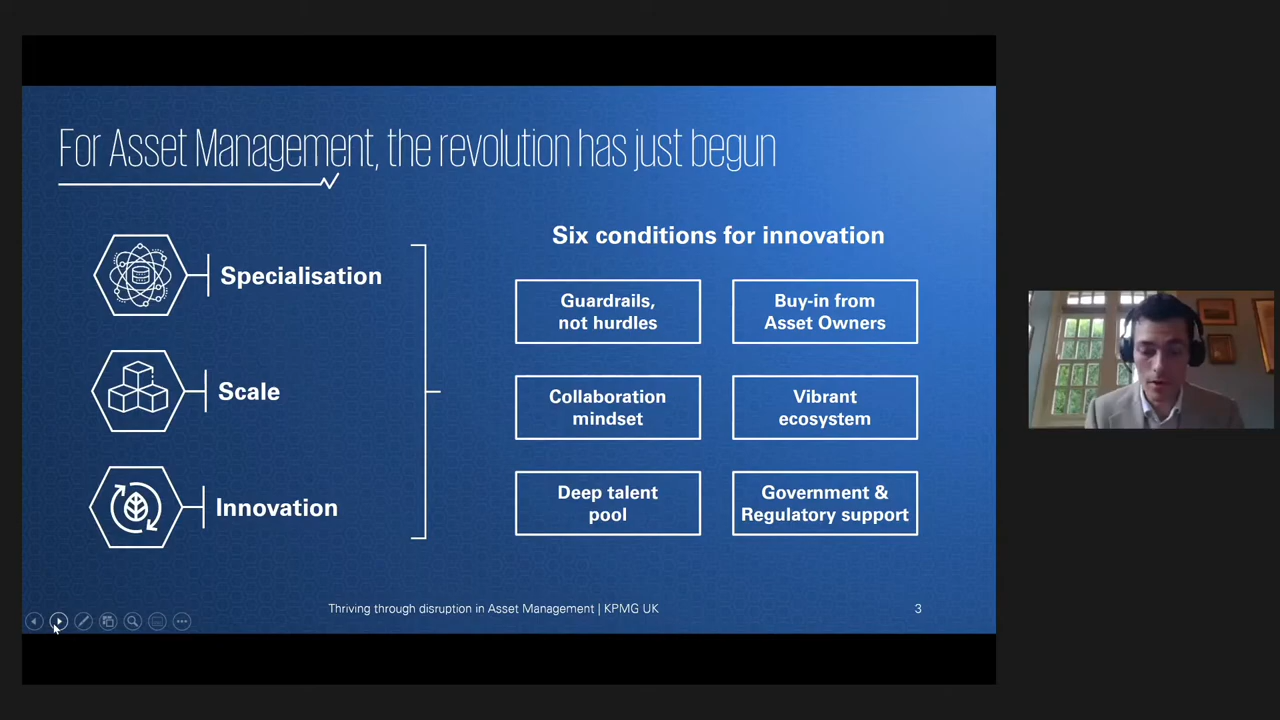 For Asset Management, the revolution has just begun
Specialisation
Scale
Innovation
Six conditions for innovation
Guardrails,
not hurdles
Buy-in from
Asset Owners
Collaboration
mindset
Vibrant
ecosystem
Deep talent
pool
Government &
Regulatory support
Thriving through disruption in Asset Management | KPMG UK
3